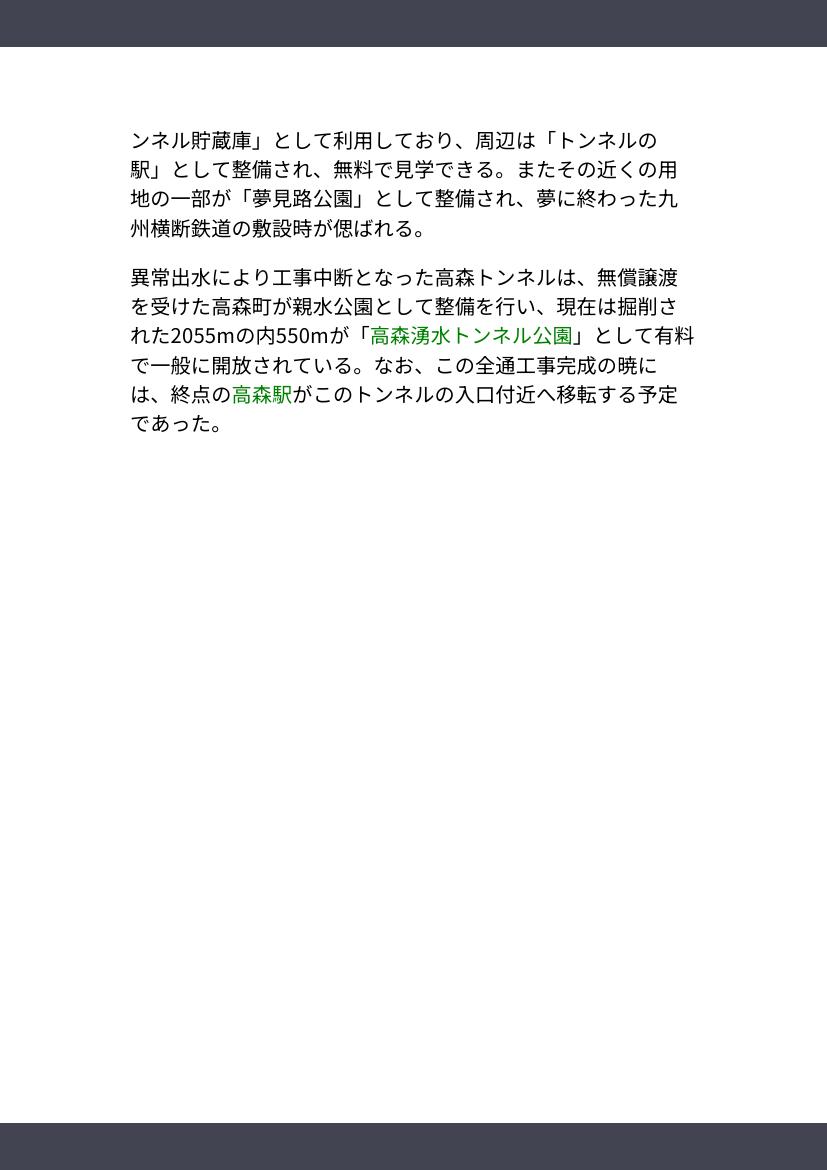 ンネル貯蔵庫」として利用しており、周辺は「トンネルの
駅」として整備され、無料で見学できる。またその近くの用
地の一部が「夢見路公園」として整備され、夢に終わった九
州横断鉄道の敷設時が偲ばれる。
異常出水により工事中断となった高森トンネルは、無償譲渡
を受けた高森町が親水公園として整備を行い、現在は掘削さ
れた2055mの内550mが「高森湧水トンネル公園」として有料
で一般に開放されている。なお、この全通工事完成の暁に
は、終点の高森駅がこのトンネルの入口付近へ移転する予定
であった。